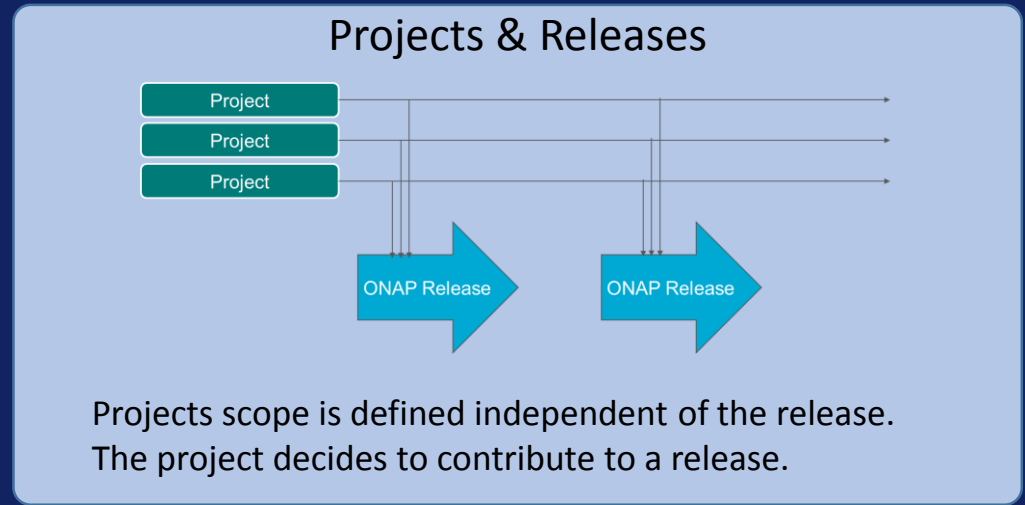 Projects & Releases
Project
Project
Project
ONAP Release
ONAP Release
Projects scope is defined independent of the release.
The project decides to contribute to a release.